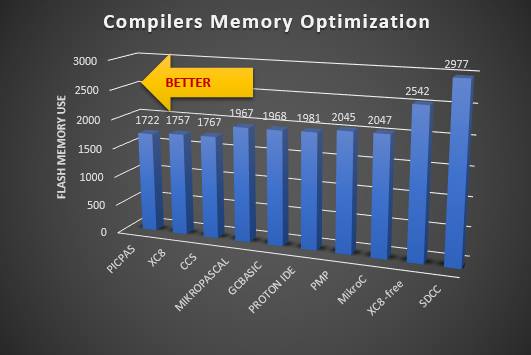 Compilers Memory Optimization
BETTER
FLASH MEMORY USE
3000
2500
2000
1500
1000
500
0
1722 1757 1767 1967 1968 1981 2045 2047 2542 2977
PICPAS
XC8
CCS
MIKROPASCAL
GCBASIC
PROTON IDE
PMP
MikroC
XC8-free
SDCC